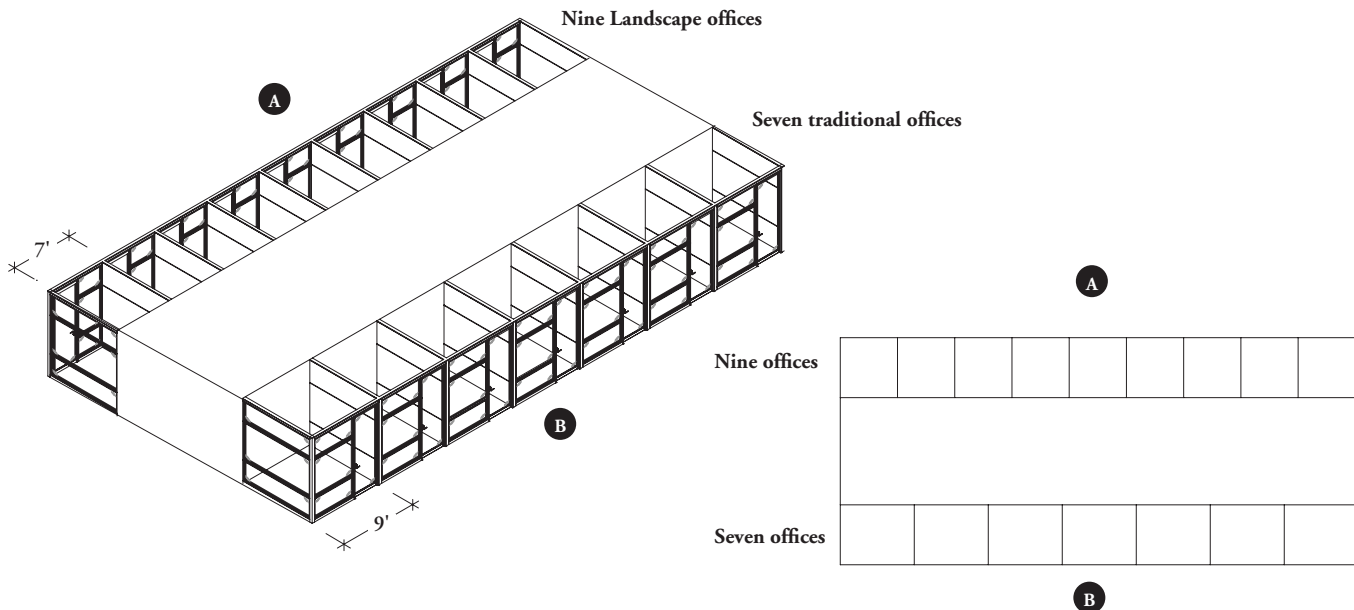 Nine Landscape offices
A
Seven traditional offices
7'
9'
B
A
Nine offices
Seven offices
B